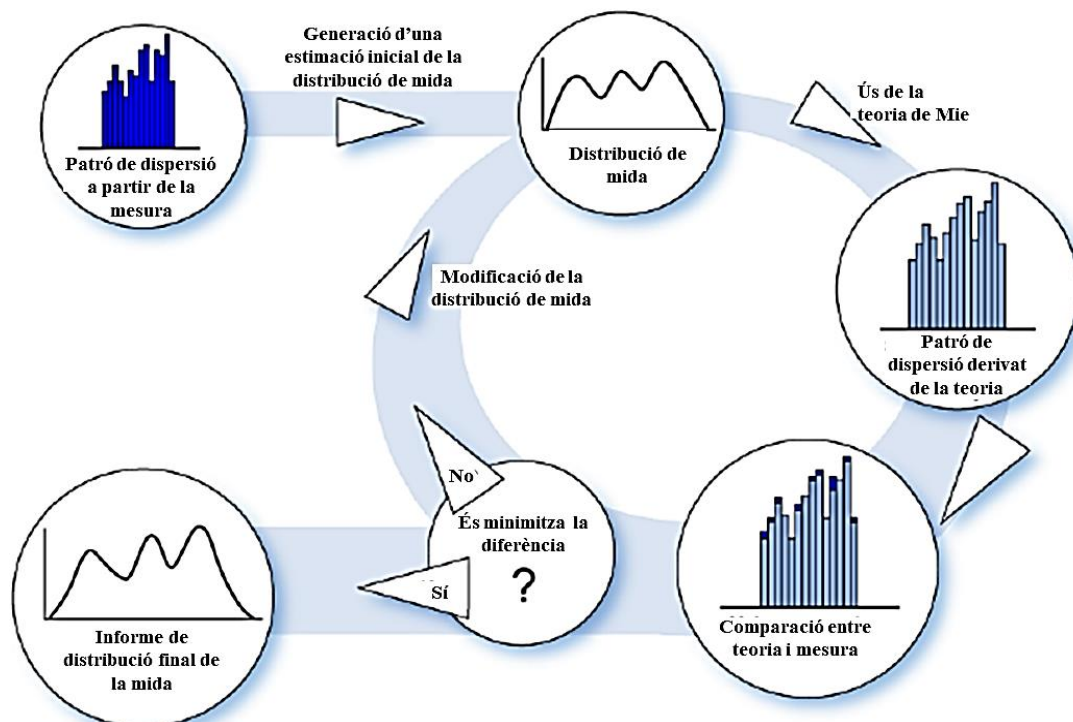 Generació d’una
estimació inicial de la
distribució de mida
Patró de dispersió
a partir de la
mesura
Distribució de
mida
Ús de la
teoria de Mie
Patró de
dispersió derivat
de la teoria
Modificació de la
distribució de mida
Comparació entre
teoria i mesura
No
És minimitza la
diferència
?
Sí
Informe de
distribució final de
la mida